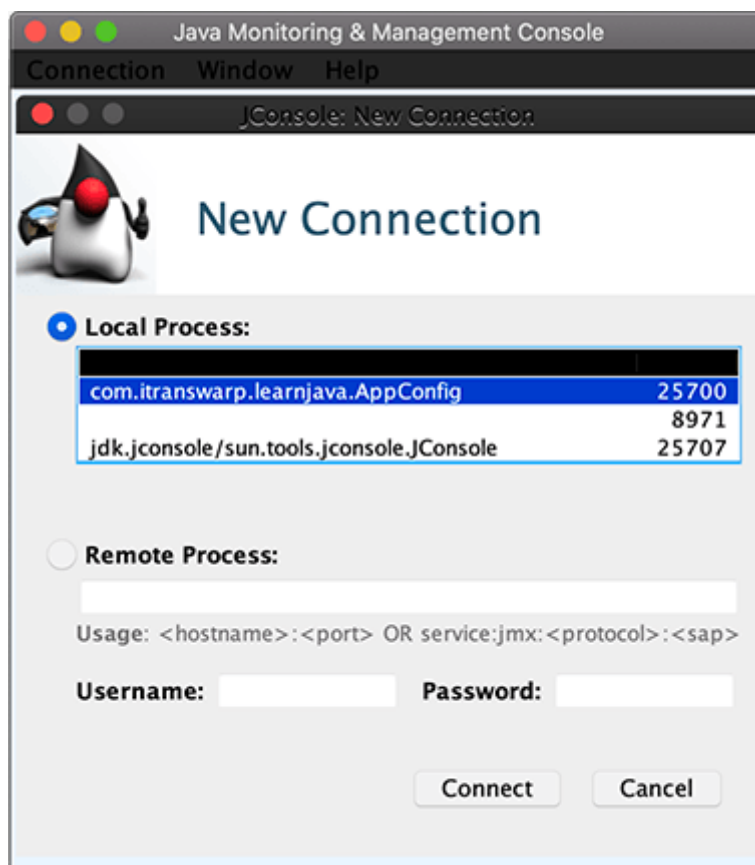 Java Monitoring & Management Console
Connection Window Help
JConsole: New Connection
New Connection
Local Process:
com.itranswarp.learnjava.AppConfig 25700
8971
jdk.jconsole/sun.tools.jconsole.JConsole 25707
Remote Process:
Usage: <hostname>:<port> OR service:jmx:<protocol>:<sap>
Username: Password:
Connect Cancel